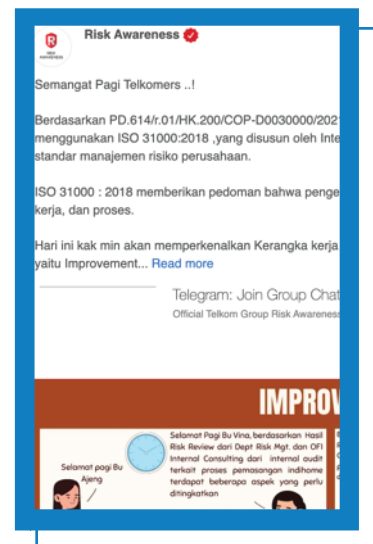 Risk Awareness
RISK
AWARENESS
Semangat Pagi Telkomers ..!
Berdasarkan PD.614/r.01/HK.200/COP-D0030000/202
menggunakan ISO 31000:2018 ,yang disusun oleh Inte
standar manajemen risiko perusahaan.
ISO 31000 : 2018 memberikan pedoman bahwa penge
kerja, dan proses.
Hari ini kak min akan memperkenalkan Kerangka kerja
yaitu Improvement... Read more
Telegram: Join Group Chat
Official Telkom Group Risk Awareness
IMPROV
Selamat Pagi Bu Vina, berdasarkan Hasil
Risk Review dari Dept Risk Mgt. dan OFI
Internal Consulting dari internal audit
terkait proses pemasangan indihome
terdapat beberapa aspek yang perlu
ditingkatkan
Selamat pagi Bu
Ajeng